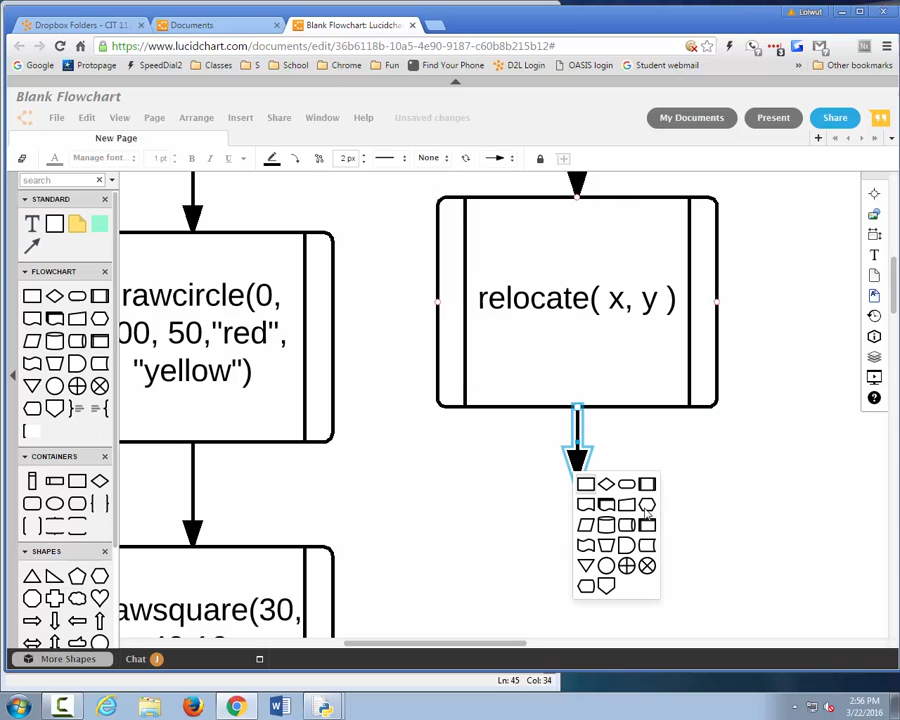 Loiwut
Dropbox Folders - CIT 11
Documents
Blank Flowchart: Lucidcha
https://www.lucidchart.com/documents/edit/36b6118b-10a5-4e90-9187-c60b8b215b12#
Google
Protopage
SpeedDial2
Classes
S
School
Chrome
Fun
Find Your Phone
D2L Login
OASIS login
Student webmail
»
Other bookmarks
Blank Flowchart
File Edit View Page Arrange Insert Share Window Help Unsaved changes
My Documents
Present
Share
New Page
Manage font...
1 pt
B I U
2 px
None
search
STANDARD
FLOWCHART
CONTAINERS
SHAPES
rawcircle(0,
00, 50,"red",
"yellow")
relocate( x, y )
awsquare(30,
More Shapes
Chat
J
Ln: 45 Col: 34
2:56 PM
3/22/2016